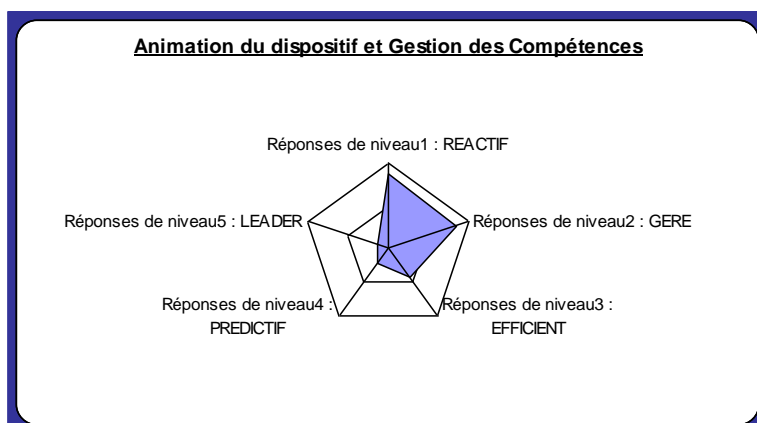 Animation du dispositif et Gestion des Compétences
Réponses de niveau1 : REACTIF
Réponses de niveau5 : LEADER
Réponses de niveau2 : GERE
Réponses de niveau4 :
PREDICTIF
Réponses de niveau3 :
EFFICIENT